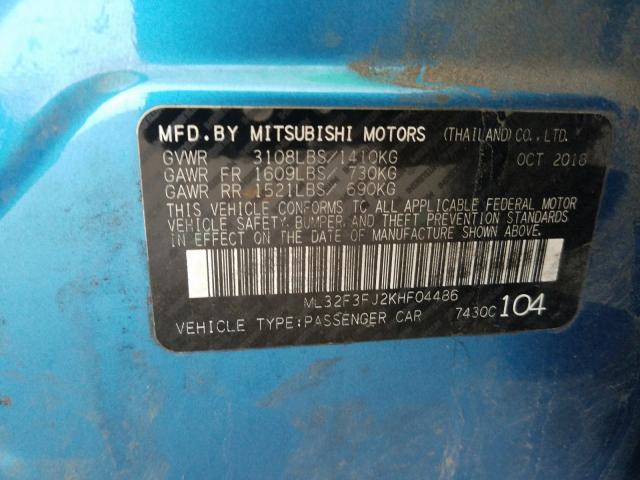 MFD.BY MITSUBISHI MOTORS (THAILAND) CO., LTD.
GVWR 3108LBS/1410KG OCT 2018
GAWR FR 1609LBS/ 730KG
GAWR RR 1521LBS/ 690KG
THIS VEHICLE CONFORMS TO ALL APPLICABLE FEDERAL MOTOR
VEHICLE SAFETY, BUMPER AND THEFT PREVENTION STANDARDS
IN EFFECT ON THE DATE OF MANUFACTURE SHOWN ABOVE.
ML32F3FJ2KHF04486
VEHICLE TYPE:PASSENGER CAR 7430C 104